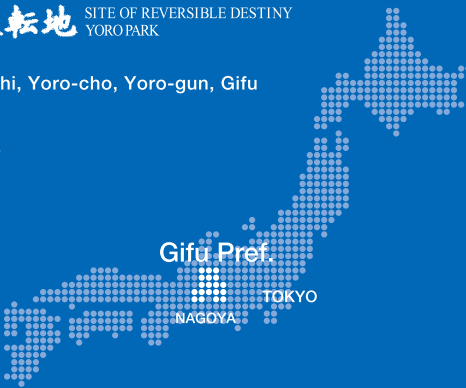 転地 SITE OF REVERSIBLE DESTINY
YORO PARK
hi, Yoro-cho, Yoro-gun, Gifu
Gifu Pref.
TOKYO
NAGOYA